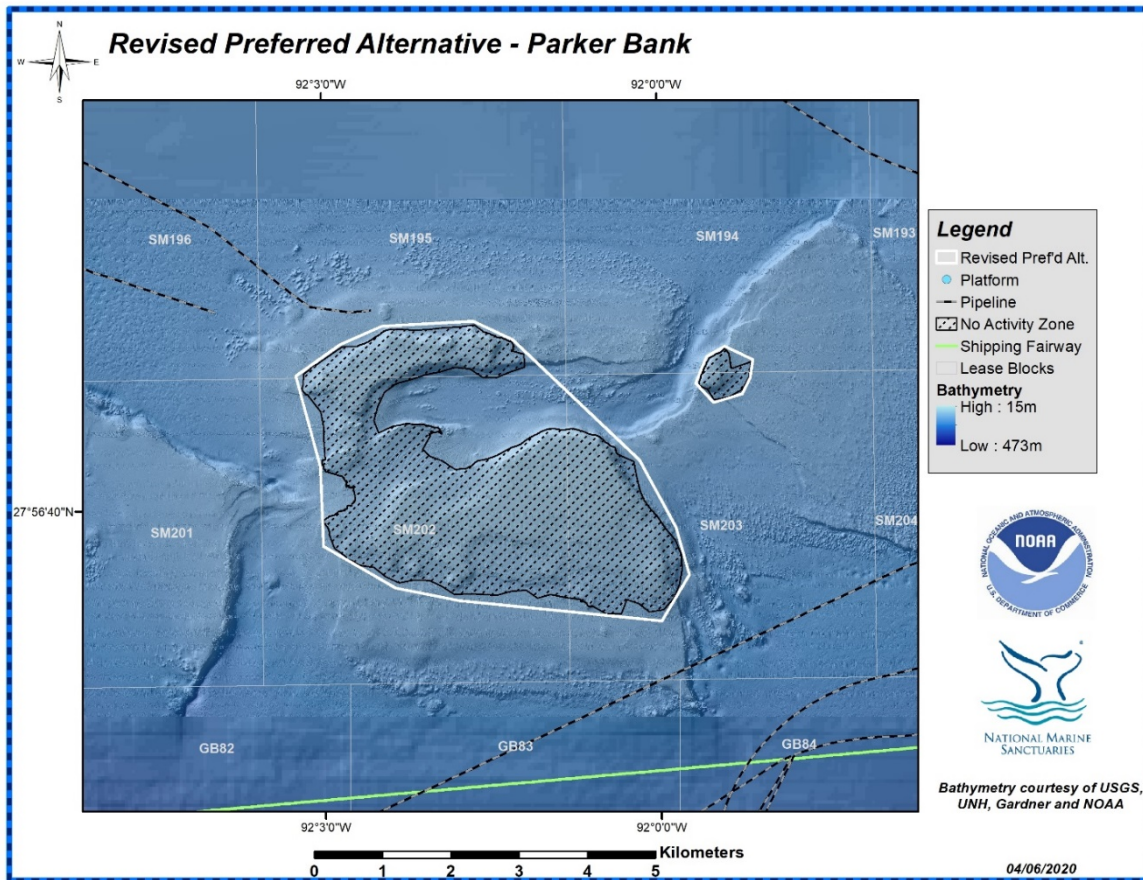 Revised Preferred Alternative - Parker Bank
N
W E
S
92°3'0"W 92°0'0"W
SM196 SM195 SM194 SM193
27°56'40"N
SM201 SM202 SM203 SM204
GB82 GB83 GB84
92°3'0"W 92°0'0"W
Kilometers
0 1 2 3 4 5
Legend
Revised Pref'd Alt.
Platform
Pipeline
No Activity Zone
Shipping Fairway
Lease Blocks
Bathymetry
High : 15m
Low : 473m
NATIONAL OCEANIC AND ATMOSPHERIC ADMINISTRATION
NOAA
U.S. DEPARTMENT OF COMMERCE
NATIONAL MARINE
SANCTUARIES
Bathymetry courtesy of USGS,
UNH, Gardner and NOAA
04/06/2020